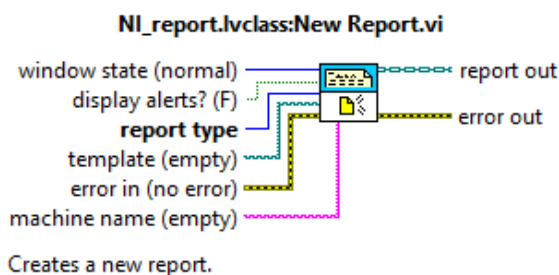 NI_report.lvclass:New Report.vi
window state (normal)
report out
display alerts? (F)
error out
report type
template (empty)
error in (no error)
machine name (empty)
Creates a new report.